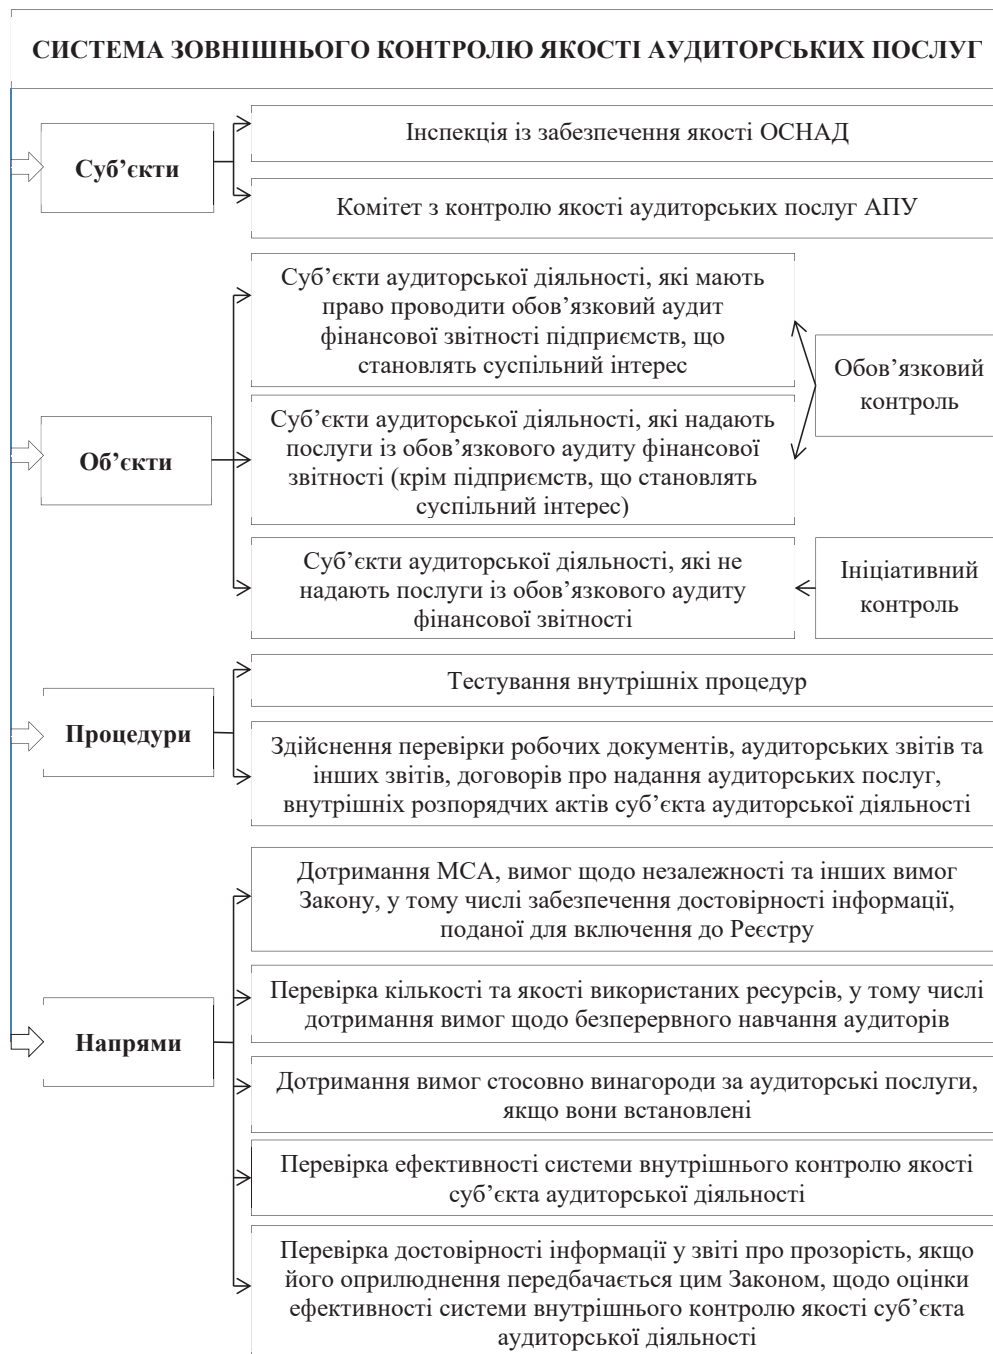 СИСТЕМА ЗОВНІШНЬОГО КОНТРОЛЮ ЯКОСТІ АУДИТОРСЬКИХ ПОСЛУГ
Суб’єкти
Інспекція із забезпечення якості ОСНАД
Комітет з контролю якості аудиторських послуг АПУ
Об’єкти
Суб’єкти аудиторської діяльності, які мають
право проводити обов’язковий аудит
фінансової звітності підприємств, що
становлять суспільний інтерес
Суб’єкти аудиторської діяльності, які надають
послуги із обов’язкового аудиту фінансової
звітності (крім підприємств, що становлять
суспільний інтерес)
Обов’язковий
контроль
Суб’єкти аудиторської діяльності, які не
надають послуги із обов’язкового аудиту
фінансової звітності
Ініціативний
контроль
Процедури
Тестування внутрішніх процедур
Здійснення перевірки робочих документів, аудиторських звітів та
інших звітів, договорів про надання аудиторських послуг,
внутрішніх розпорядчих актів суб’єкта аудиторської діяльності
Напрями
Дотримання МСА, вимог щодо незалежності та інших вимог
Закону, у тому числі забезпечення достовірності інформації,
поданої для включення до Реєстру
Перевірка кількості та якості використаних ресурсів, у тому числі
дотримання вимог щодо безперервного навчання аудиторів
Дотримання вимог стосовно винагороди за аудиторські послуги,
якщо вони встановлені
Перевірка ефективності системи внутрішнього контролю якості
суб’єкта аудиторської діяльності
Перевірка достовірності інформації у звіті про прозорість, якщо
його оприлюднення передбачається цим Законом, щодо оцінки
ефективності системи внутрішнього контролю якості суб’єкта
аудиторської діяльності